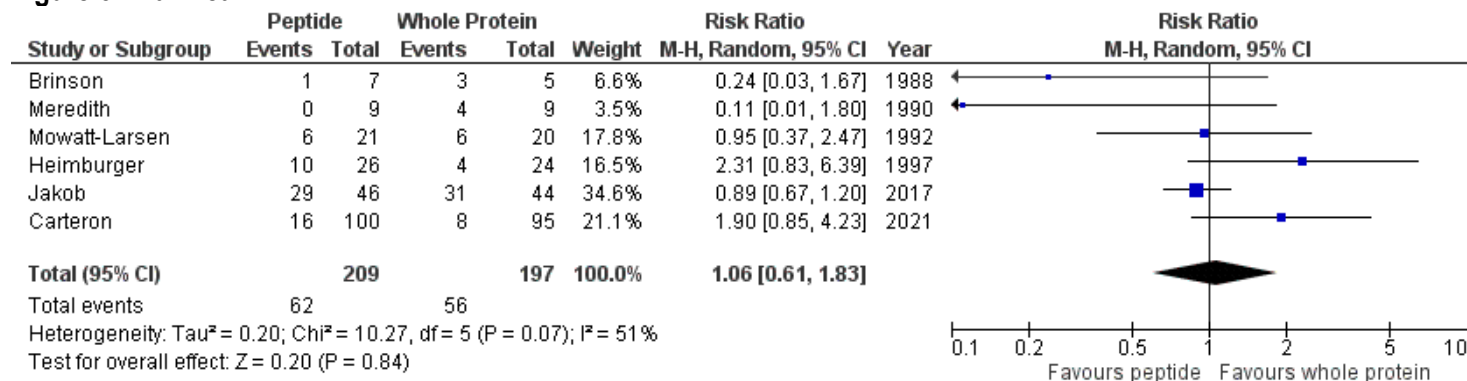 Peptide Whole Protein Risk Ratio Risk Ratio
Study or Subgroup Events Total Events Total Weight M-H, Random, 95% CI Year M-H, Random, 95% CI
Brinson 1 7 3 5 6.6% 0.24 [0.03, 1.67] 1988
Meredith 0 9 4 9 3.5% 0.11 [0.01, 1.80] 1990
Mowatt-Larsen 6 21 6 20 17.8% 0.95 [0.37, 2.47] 1992
Heimburger 10 26 4 24 16.5% 2.31 [0.83, 6.39] 1997
Jakob 29 46 31 44 34.6% 0.89 [0.67, 1.20] 2017
Carteron 16 100 8 95 21.1% 1.90 [0.85, 4.23] 2021
Total (95% CI) 209 197 100.0% 1.06 [0.61, 1.83]
Total events 62 56
Heterogeneity: Tau² = 0.20; Chi² = 10.27, df = 5 (P = 0.07); I² = 51%
Test for overall effect: Z = 0.20 (P = 0.84)
0.1 0.2 0.5 1 2 5 10
Favours peptide Favours whole protein